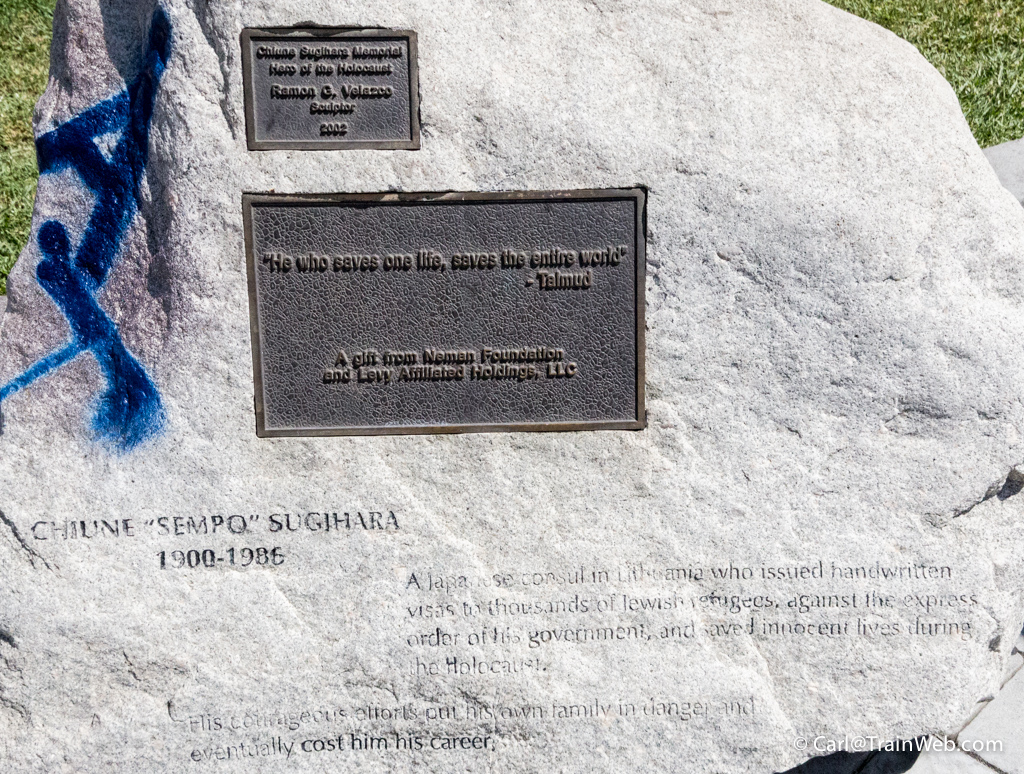 Chiune Sugihara Memorial
Hero of the Holocaust
Ramon G. Velazco
Sculptor
2002
"He who saves one life, saves the entire world"
- Talmud
A gift from Neman Foundation
and Levy Affiliated Holdings, LLC
CHIUNE "SEMPO" SUGIHARA
1900-1986
A Japanese consul in Lithuania who issued handwritten
visas to thousands of Jewish refugees, against the express
order of his government, and saved innocent lives during
the Holocaust.
His courageous efforts put his own family in danger and
eventually cost him his career.
© Carl@TrainWeb.com